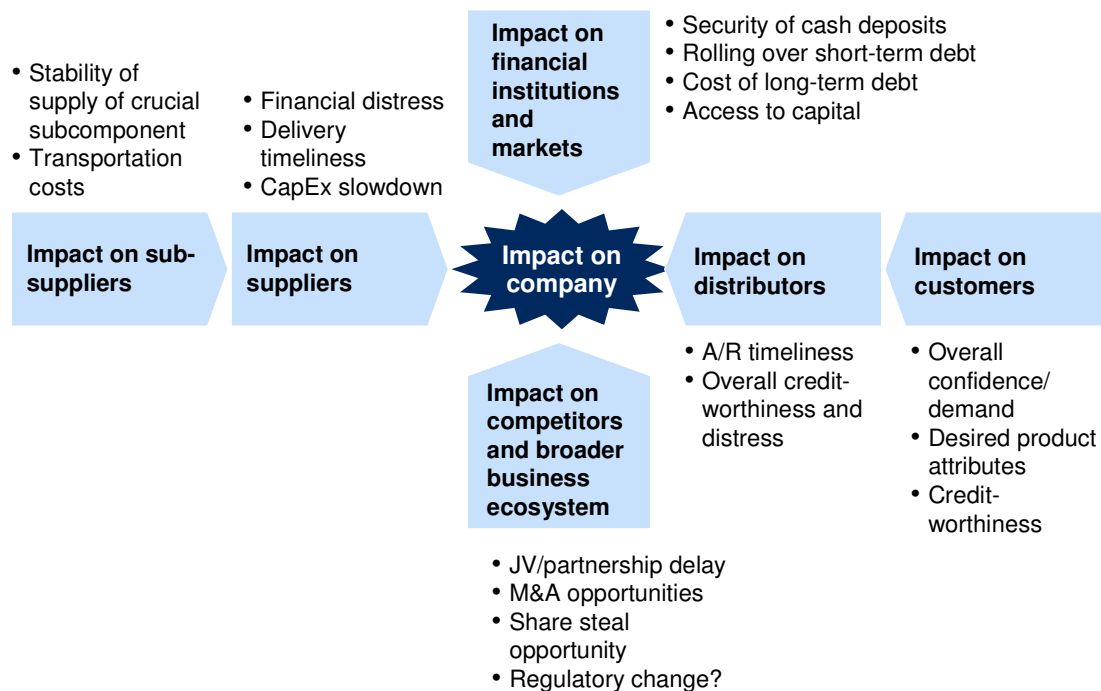 • Stability of
supply of crucial
subcomponent
• Transportation
costs
• Financial distress
• Delivery
timeliness
• CapEx slowdown
Impact on
financial
institutions
and
markets
• Security of cash deposits
• Rolling over short-term debt
• Cost of long-term debt
• Access to capital
Impact on sub-
suppliers
Impact on
suppliers
Impact on
company
Impact on
distributors
Impact on
customers
Impact on
competitors
and broader
business
ecosystem
• A/R timeliness
• Overall credit-
worthiness and
distress
• Overall
confidence/
demand
• Desired product
attributes
• Credit-
worthiness
• JV/partnership delay
• M&A opportunities
• Share steal
opportunity
• Regulatory change?